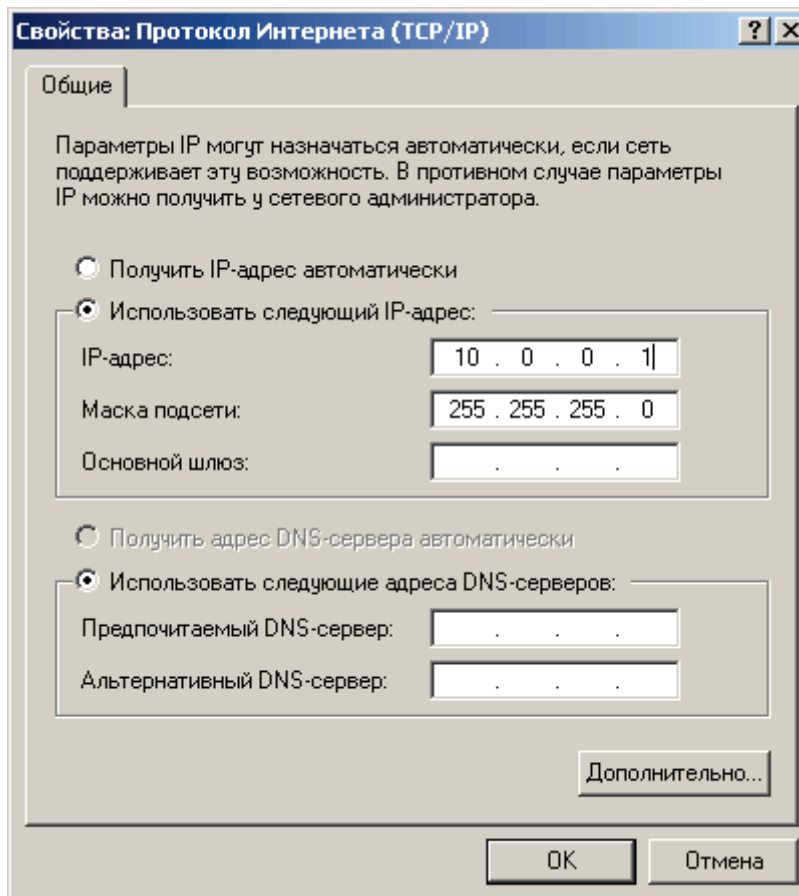 Свойства: Протокол Интернета (TCP/IP)
Общие
Параметры IP могут назначаться автоматически, если сеть
поддерживает эту возможность. В противном случае параметры
IP можно получить у сетевого администратора.
Получить IP-адрес автоматически
Использовать следующий IP-адрес:
IP-адрес: 10 . 0 . 0 . 1
Маска подсети: 255 . 255 . 255 . 0
Основной шлюз: . . .
Получить адрес DNS-сервера автоматически
Использовать следующие адреса DNS-серверов:
Предпочитаемый DNS-сервер: . . .
Альтернативный DNS-сервер: . . .
Дополнительно...
OK Отмена